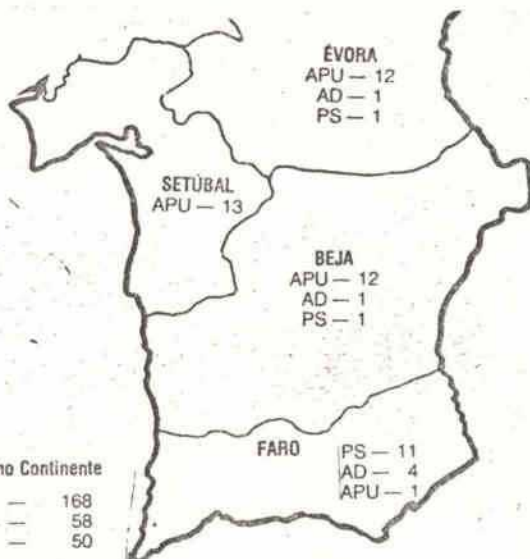 ÉVORA
APU — 12
AD — 1
PS — 1
SETÚBAL
APU — 13
BEJA
APU — 12
AD — 1
PS — 1
FARO
PS — 11
AD — 4
APU — 1
no Continente
— 168
— 58
— 50